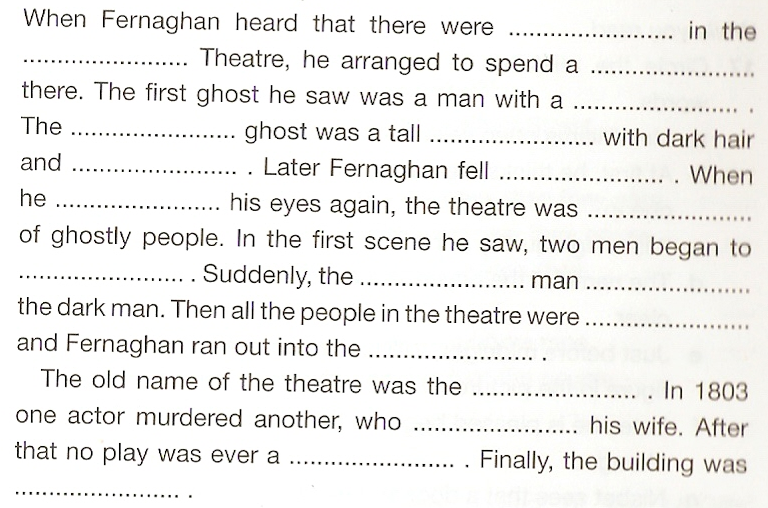 When Fernaghan heard that there were ........................ in the
........................ Theatre, he arranged to spend a ........................
there. The first ghost he saw was a man with a ........................ .
The ........................ ghost was a tall ........................ with dark hair
and ........................ . Later Fernaghan fell ........................ . When
he ........................ his eyes again, the theatre was ........................
of ghostly people. In the first scene he saw, two men began to
........................ . Suddenly, the ........................ man ........................
the dark man. Then all the people in the theatre were ........................
and Fernaghan ran out into the ........................ .
The old name of the theatre was the ........................ . In 1803
one actor murdered another, who ........................ his wife. After
that no play was ever a ........................ . Finally, the building was
........................ .